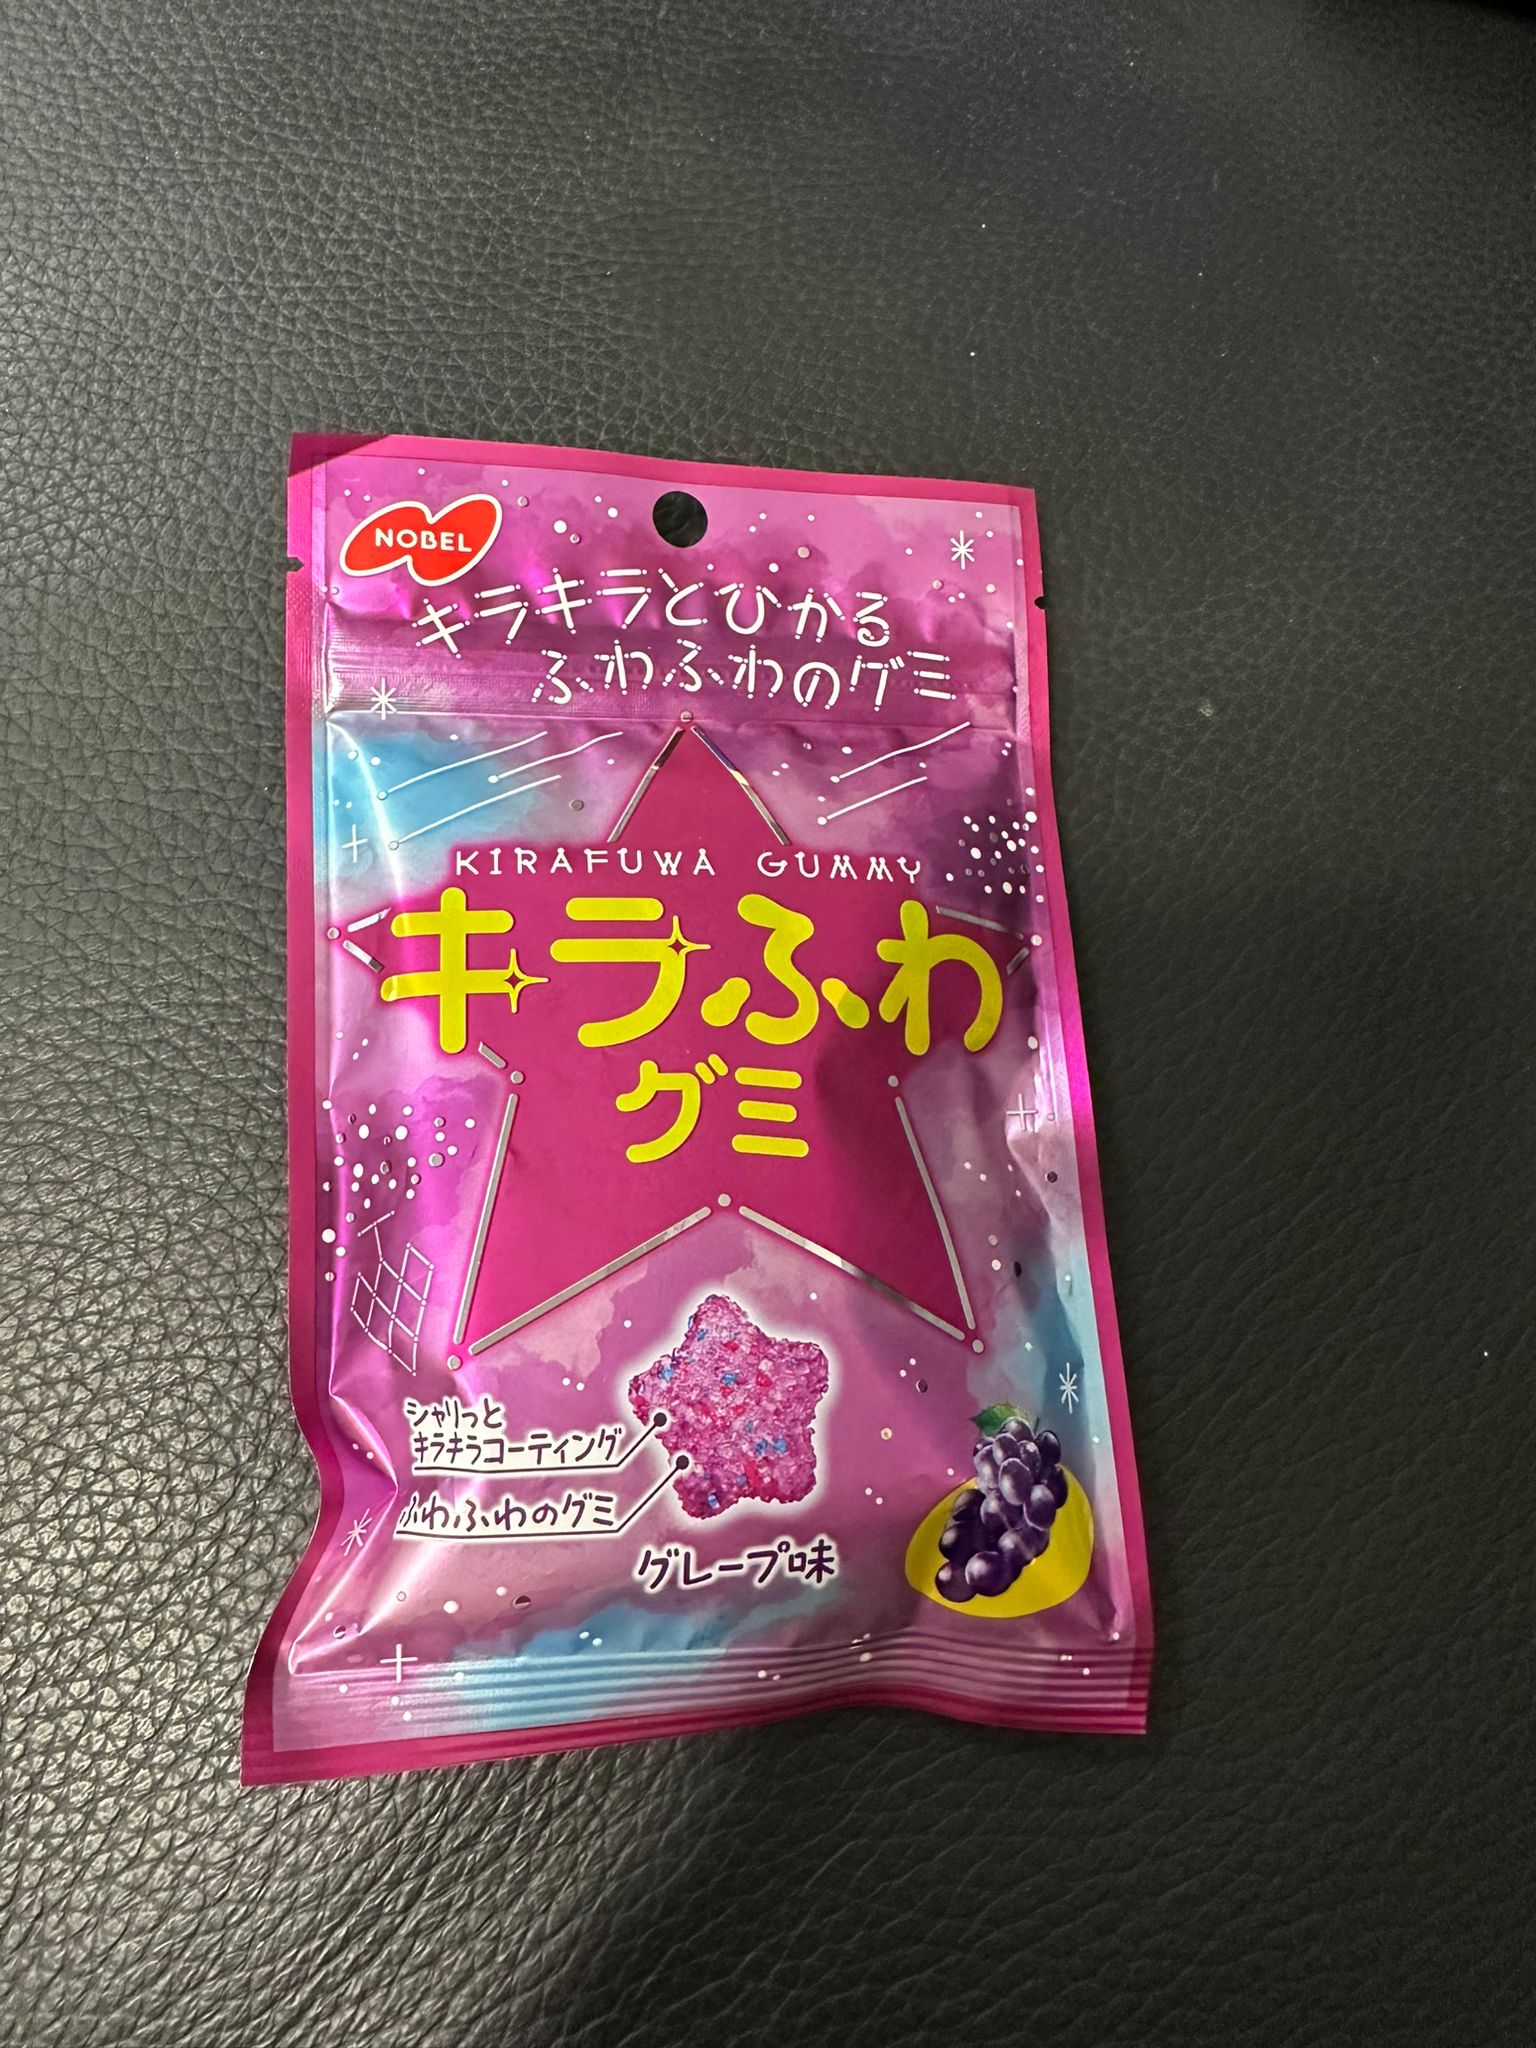 NOBEL
キラキラとひかる
ふわふわのグミ
KIRAFUWA GUMMY
キラふわ
グミ
シャリっと
キラキラコーティング
ふわふわのグミ
グレープ味